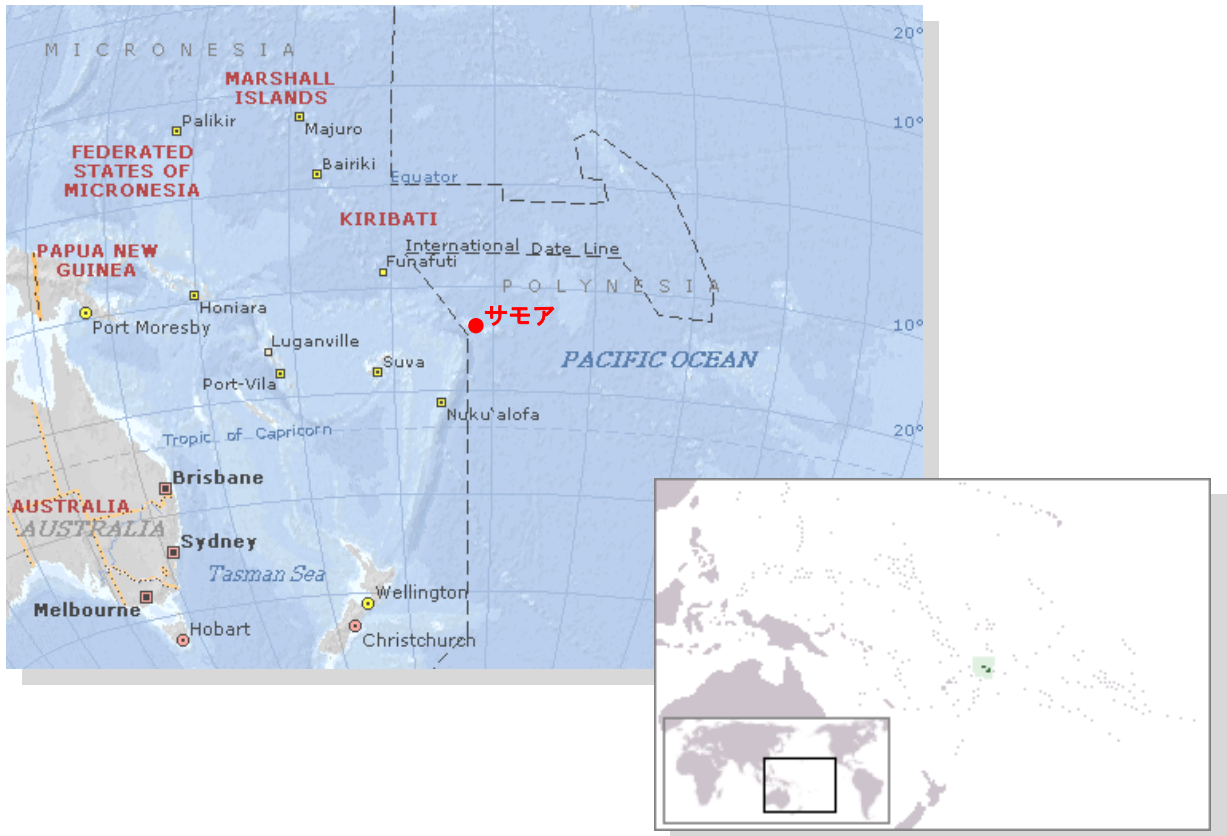 MICRONESIA
20°
MARSHALL
ISLANDS
10°
Palikir
Majuro
FEDERATED
STATES OF
MICRONESIA
Bairiki
Equator
KIRIBATI
International Date Line
PAPUA NEW
GUINEA
Funafuti
POLYNESIA
Honiara
サモア
Port Moresby
10°
Luganville
Suva
PACIFIC OCEAN
Port-Vila
Nuku'alofa
Tropic of Capricorn
20°
Brisbane
AUSTRALIA
AUSTRALIA
Sydney
Tasman Sea
Wellington
Melbourne
Hobart
Christchurch